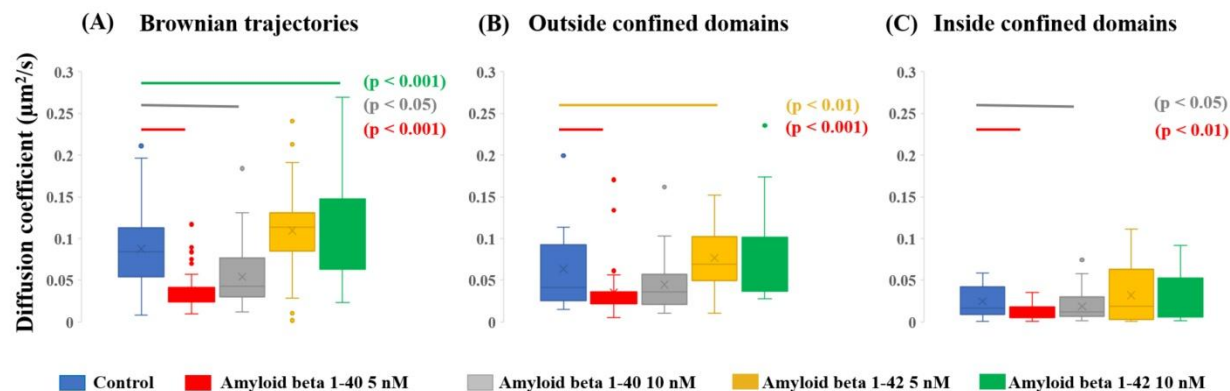 (A) Brownian trajectories
(B) Outside confined domains
(C) Inside confined domains
Diffusion coefficient (µm²/s)
0.3
0.25
0.2
0.15
0.1
0.05
0
(p < 0.001)
(p < 0.05)
(p < 0.001)
0.3
0.25
0.2
0.15
0.1
0.05
0
(p < 0.01)
(p < 0.001)
0.3
0.25
0.2
0.15
0.1
0.05
0
(p < 0.05)
(p < 0.01)
Control Amyloid beta 1-40 5 nM Amyloid beta 1-40 10 nM Amyloid beta 1-42 5 nM Amyloid beta 1-42 10 nM